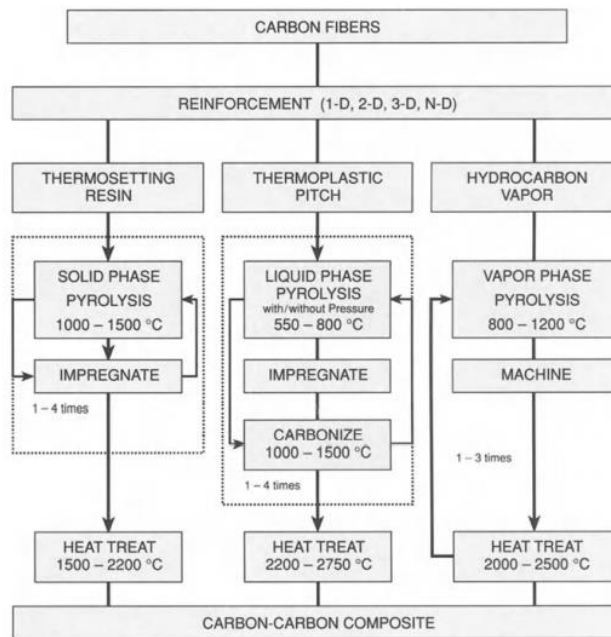 CARBON FIBERS
REINFORCEMENT (1-D, 2-D, 3-D, N-D)
THERMOSETTING
RESIN
THERMOPLASTIC
PITCH
HYDROCARBON
VAPOR
SOLID PHASE
PYROLYSIS
1000 – 1500 °C
LIQUID PHASE
PYROLYSIS
with/without Pressure
550 – 800 °C
VAPOR PHASE
PYROLYSIS
800 – 1200 °C
IMPREGNATE
IMPREGNATE
MACHINE
1 – 4 times
CARBONIZE
1000 – 1500 °C
1 – 3 times
1 – 4 times
HEAT TREAT
1500 – 2200 °C
HEAT TREAT
2200 – 2750 °C
HEAT TREAT
2000 – 2500 °C
CARBON-CARBON COMPOSITE